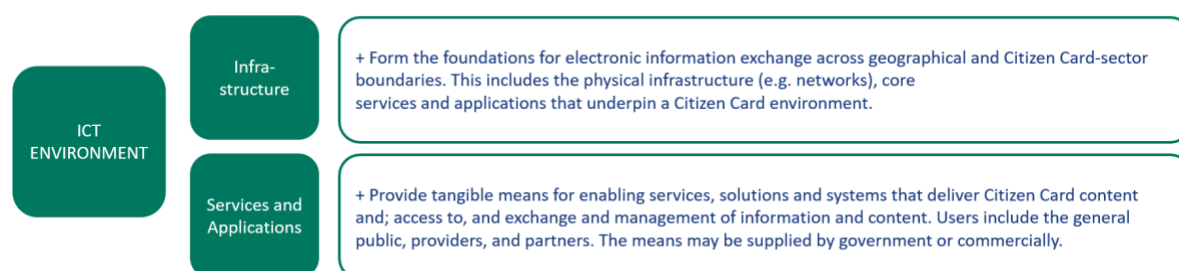 ICT
ENVIRONMENT
Infra-
structure
+ Form the foundations for electronic information exchange across geographical and Citizen Card-sector
boundaries. This includes the physical infrastructure (e.g. networks), core
services and applications that underpin a Citizen Card environment.
Services and
Applications
+ Provide tangible means for enabling services, solutions and systems that deliver Citizen Card content
and; access to, and exchange and management of information and content. Users include the general
public, providers, and partners. The means may be supplied by government or commercially.